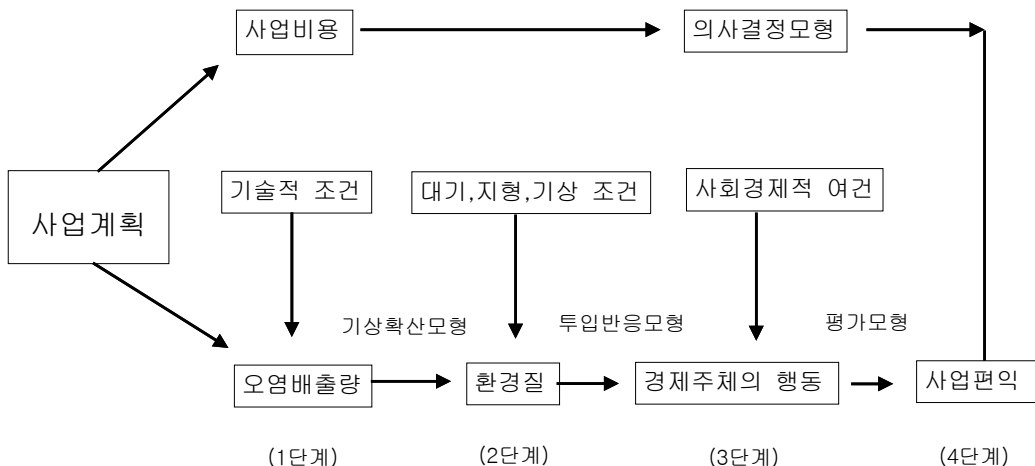 사업비용
의사결정모형
기술적 조건
대기,지형,기상 조건
사회경제적 여건
사업계획
기상확산모형
투입반응모형
평가모형
오염배출량
환경질
경제주체의 행동
사업편익
(1단계)
(2단계)
(3단계)
(4단계)